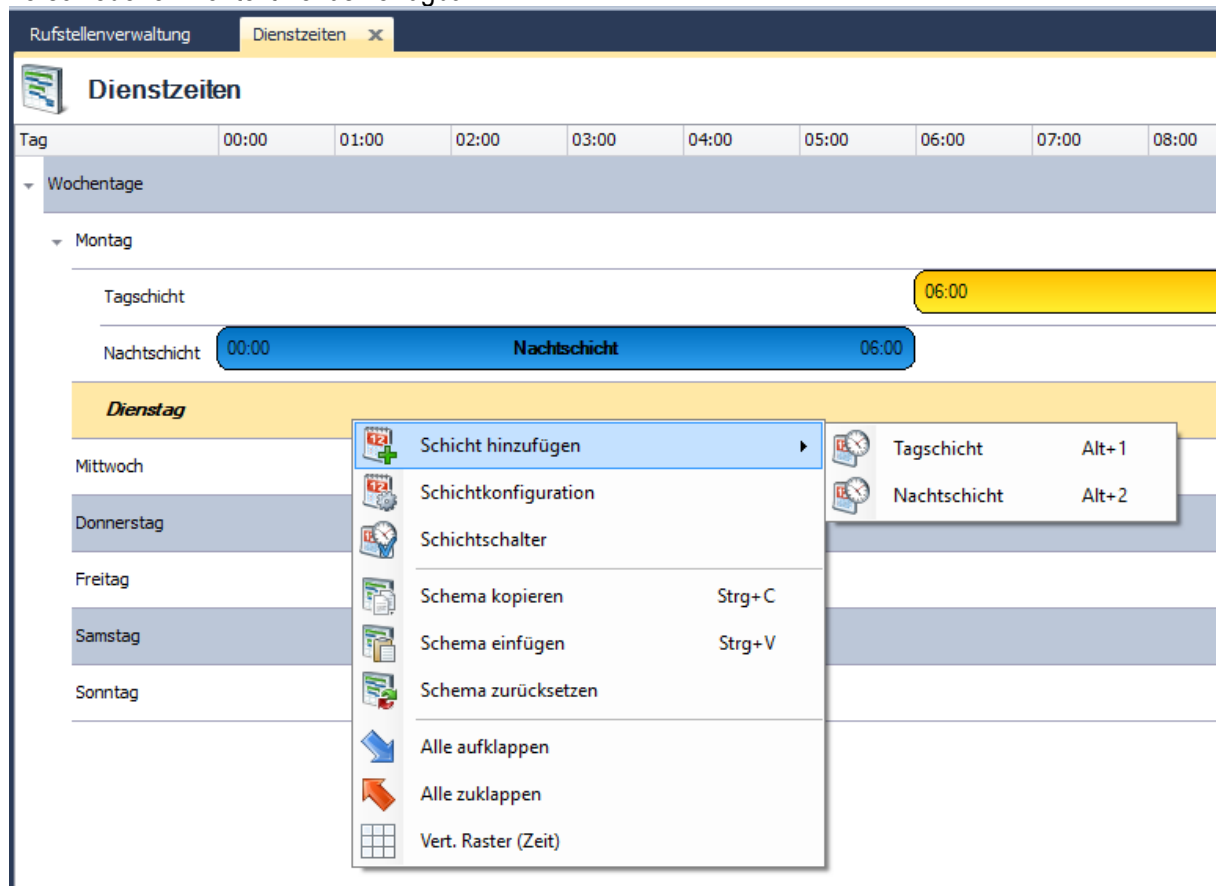 Rufstellenverwaltung Dienstzeiten
Dienstzeiten
Tag 00:00 01:00 02:00 03:00 04:00 05:00 06:00 07:00 08:00
Wochentage
Montag
Tagschicht 06:00
Nachtschicht 00:00 Nachtschicht 06:00
Dienstag
Schicht hinzufügen Tagschicht Alt+1
Mittwoch
Schichtkonfiguration Nachtschicht Alt+2
Donnerstag
Schichtschalter
Freitag
Schema kopieren Strg+C
Samstag
Schema einfügen Strg+V
Sonntag
Schema zurücksetzen
Alle aufklappen
Alle zuklappen
Vert. Raster (Zeit)